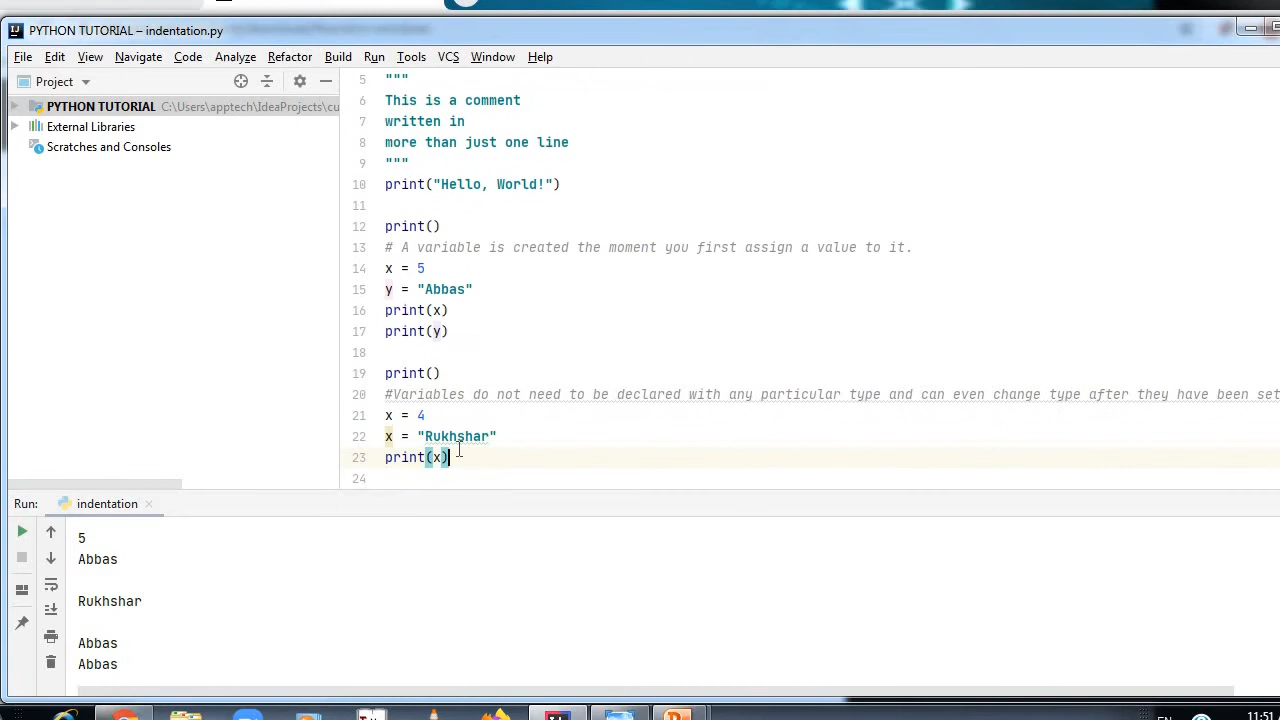 PYTHON TUTORIAL – indentation.py
File Edit View Navigate Code Analyze Refactor Build Run Tools VCS Window Help
Project
PYTHON TUTORIAL C:\Users\apptech\IdeaProjects\cu
External Libraries
Scratches and Consoles
5 """
6 This is a comment
7 written in
8 more than just one line
9 """
10 print("Hello, World!")
11
12 print()
13 # A variable is created the moment you first assign a value to it.
14 x = 5
15 y = "Abbas"
16 print(x)
17 print(y)
18
19 print()
20 #Variables do not need to be declared with any particular type and can even change type after they have been set
21 x = 4
22 x = "Rukhshar"
23 print(x)
24
Run: indentation
5
Abbas
Rukhshar
Abbas
Abbas
EN 11:51